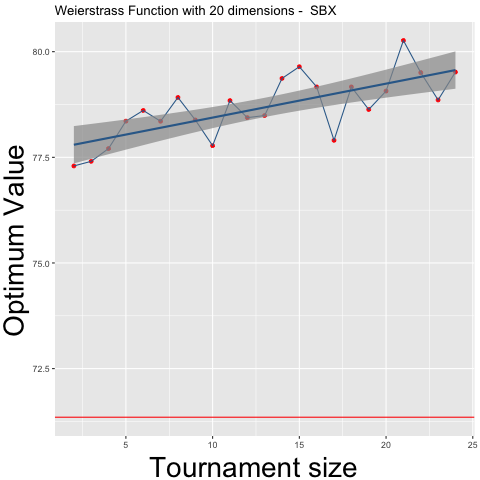 Weierstrass Function with 20 dimensions - SBX
Optimum Value
80.0
77.5
75.0
72.5
5 10 15 20 25
Tournament size